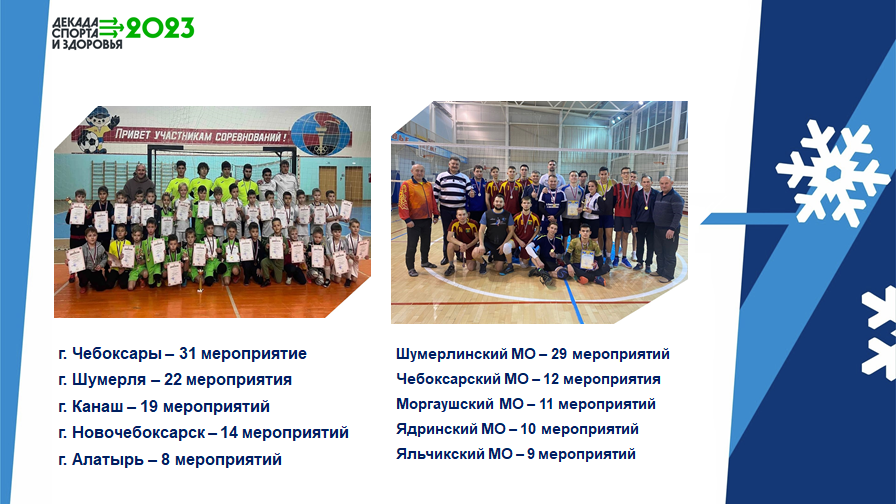 ДЕКАДА
СПОРТА
И ЗДОРОВЬЯ
2023
ПРИВЕТ УЧАСТНИКАМ СОРЕВНОВАНИЙ !
г. Чебоксары – 31 мероприятие
г. Шумерля – 22 мероприятия
г. Канаш – 19 мероприятий
г. Новочебоксарск – 14 мероприятий
г. Алатырь – 8 мероприятий
Шумерлинский МО – 29 мероприятий
Чебоксарский МО – 12 мероприятия
Моргаушский МО – 11 мероприятия
Ядринский МО – 10 мероприятий
Яльчикский МО – 9 мероприятий